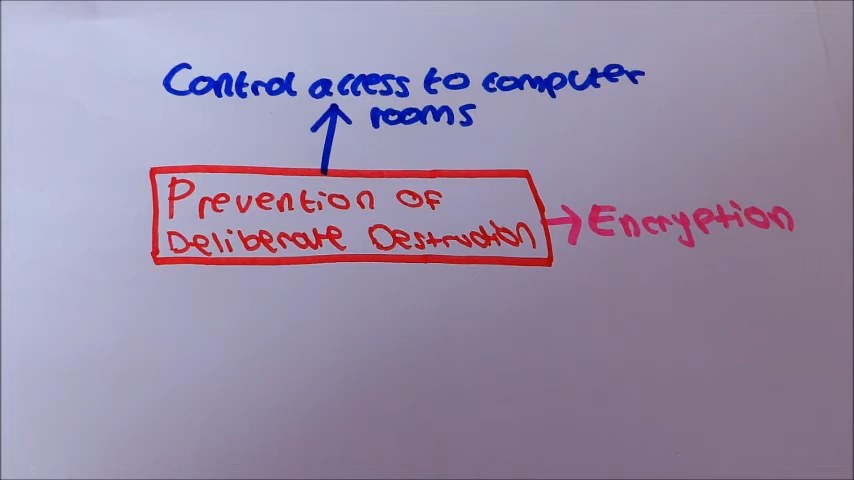 Control access to computer
rooms
Prevention of
Deliberate Destruction
Encryption